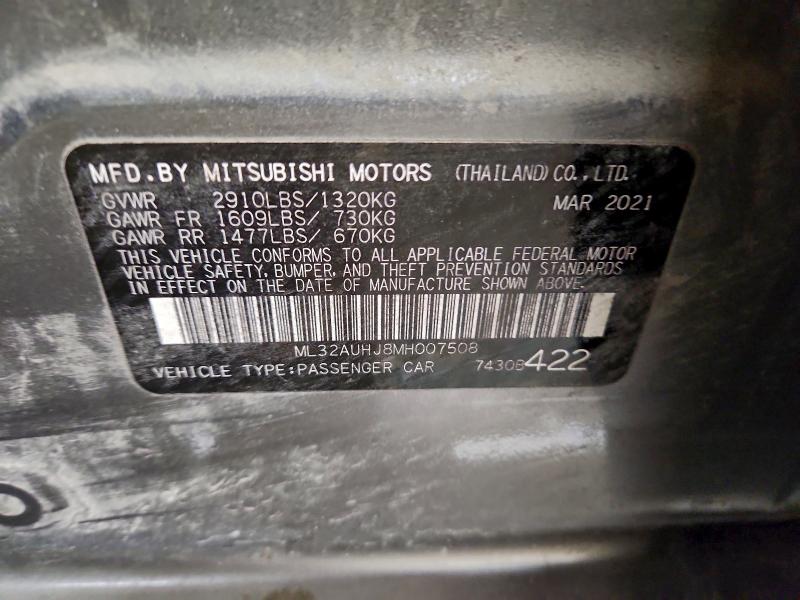 MFD.BY MITSUBISHI MOTORS (THAILAND)CO.,LTD.
GVWR 2910LBS/1320KG MAR 2021
GAWR FR 1609LBS/ 730KG
GAWR RR 1477LBS/ 670KG
THIS VEHICLE CONFORMS TO ALL APPLICABLE FEDERAL MOTOR
VEHICLE SAFETY, BUMPER, AND THEFT PREVENTION STANDARDS
IN EFFECT ON THE DATE OF MANUFACTURE SHOWN ABOVE.
ML32AUHJ8MH007508
VEHICLE TYPE:PASSENGER CAR 7430B422